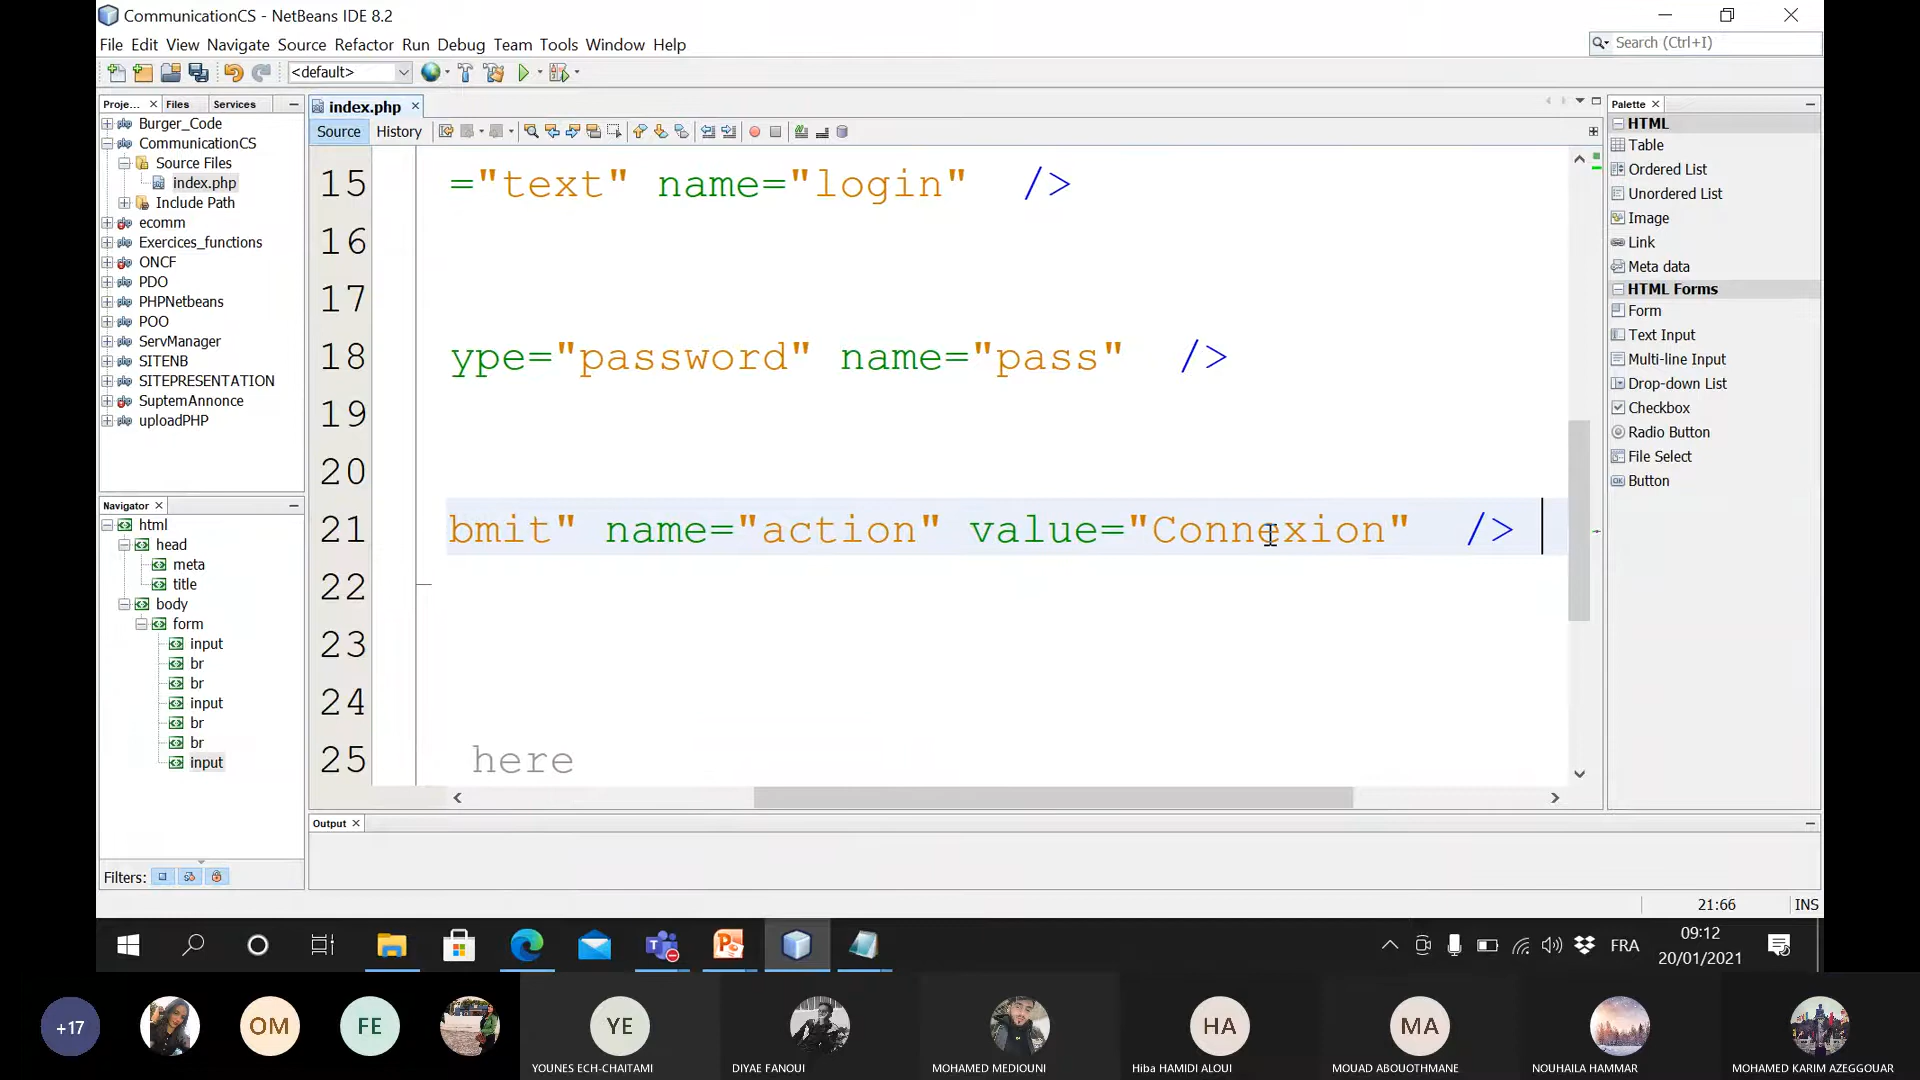 CommunicationCS - NetBeans IDE 8.2
File Edit View Navigate Source Refactor Run Debug Team Tools Window Help
Search (Ctrl+I)
<default>
Proje... Files Services
Burger_Code
CommunicationCS
Source Files
index.php
Include Path
ecomm
Exercices_functions
ONCF
PDO
PHPNetbeans
POO
ServManager
SITENB
SITEPRESENTATION
SuptemAnnonce
uploadPHP
Navigator
html
head
meta
title
body
form
input
br
br
input
br
br
input
Filters:
index.php
Source History
15 ="text" name="login" />
16
17
18 ype="password" name="pass" />
19
20
21 bmit" name="action" value="Connexion" />
22
23
24
25 here
Output
Palette
HTML
Table
Ordered List
Unordered List
Image
Link
Meta data
HTML Forms
Form
Text Input
Multi-line Input
Drop-down List
Checkbox
Radio Button
File Select
Button
21:66 INS
FRA
09:12
20/01/2021
+17
OM
FE
YE
HA
MA
YOUNES ECH-CHAITAMI
DIYAE FANOUI
MOHAMED MEDIOUNI
Hiba HAMIDI ALOUI
MOUAD ABOUOTHMANE
NOUHAILA HAMMAR
MOHAMED KARIM AZEGGOUAR